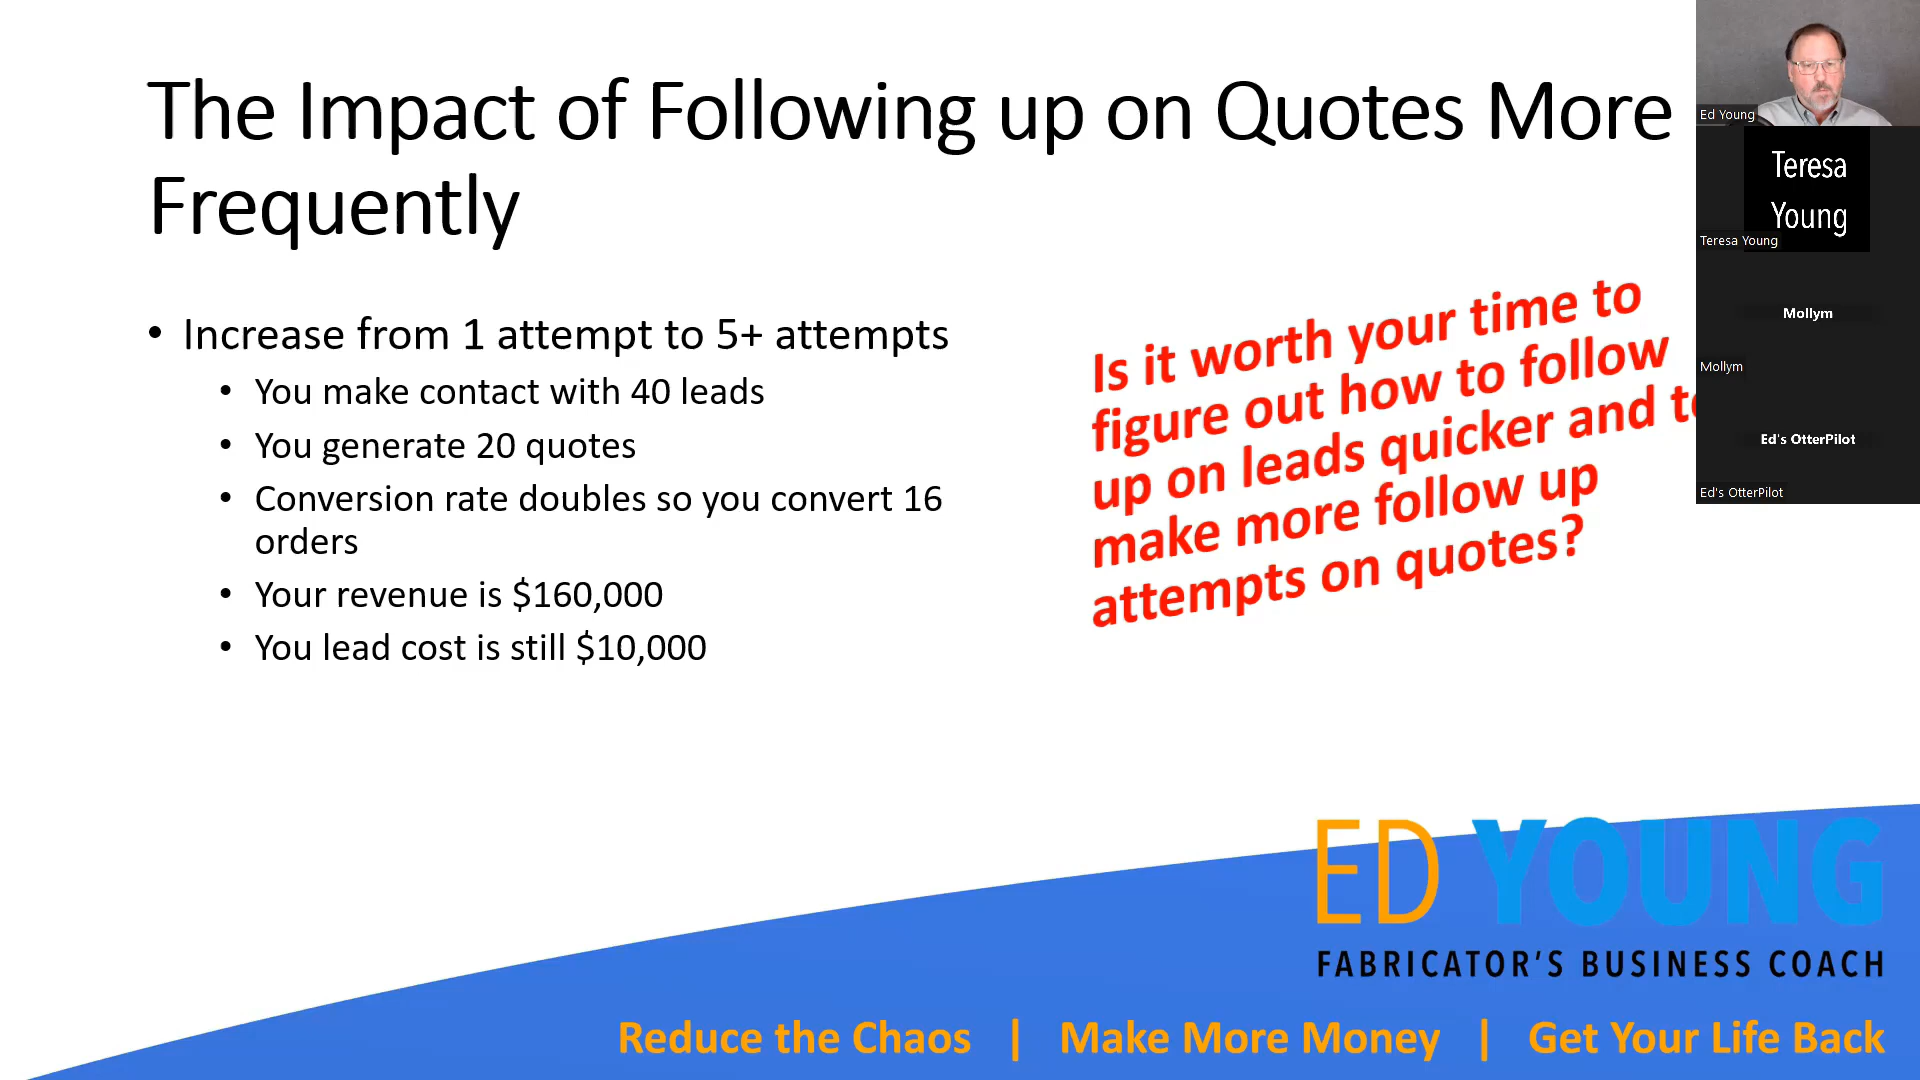 The Impact of Following up on Quotes More
Frequently
• Increase from 1 attempt to 5+ attempts
• You make contact with 40 leads
• You generate 20 quotes
• Conversion rate doubles so you convert 16
orders
• Your revenue is $160,000
• You lead cost is still $10,000
Is it worth your time to
figure out how to follow
up on leads quicker and to
make more follow up
attempts on quotes?
Ed Young
Teresa
Young
Teresa Young
Mollym
Mollym
Ed's OtterPilot
Ed's OtterPilot
ED YOUNG
FABRICATOR'S BUSINESS COACH
Reduce the Chaos | Make More Money | Get Your Life Back